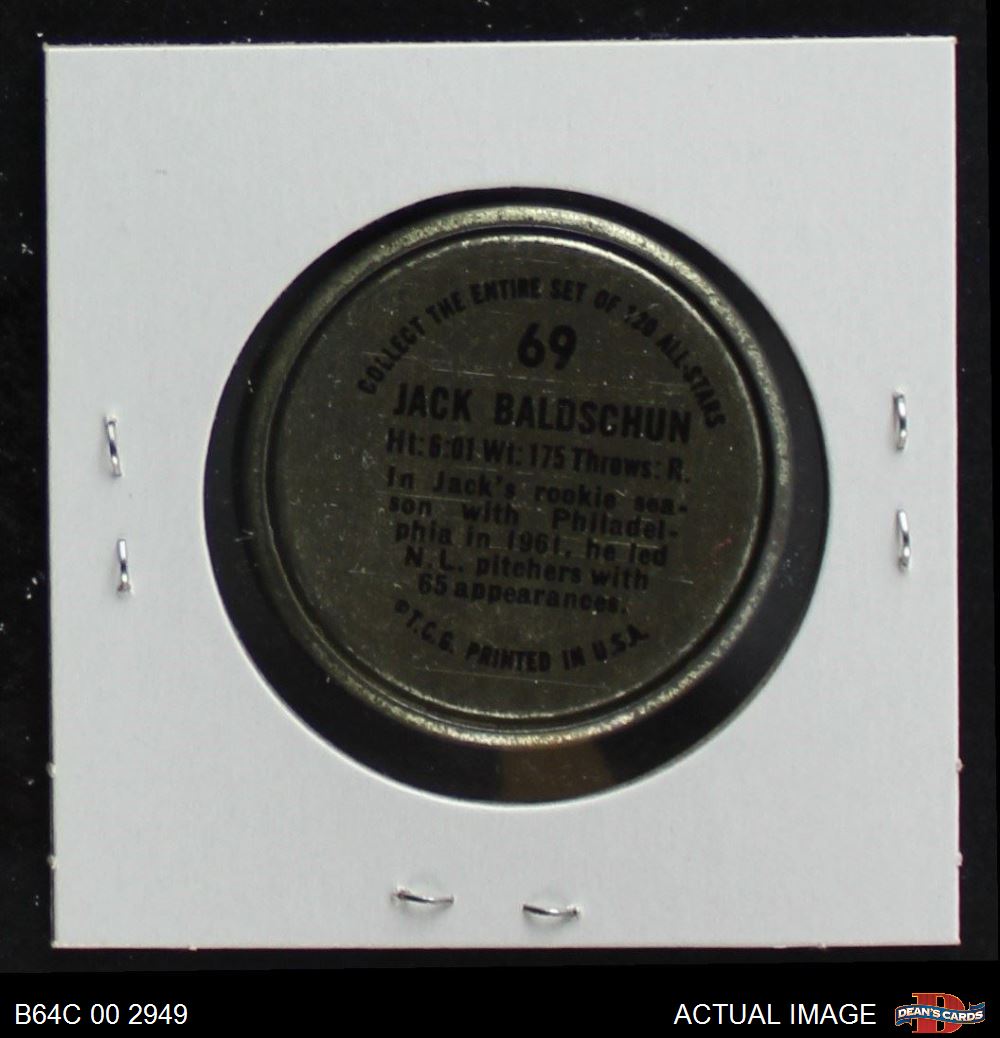 COLLECT THE ENTIRE SET OF 120 ALL-STARS
69
JACK BALDSCHUN
Ht: 6:01 Wt: 175 Throws: R.
In Jack's rookie sea-
son with Philadel-
phia in 1961, he led
N.L. pitchers with
65 appearances.
©T.C.G. PRINTED IN U.S.A.
B64C 00 2949
ACTUAL IMAGE
DEAN'S CARDS